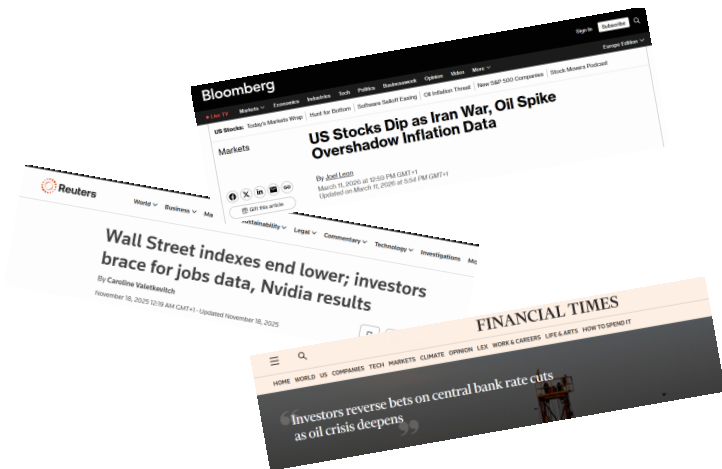 Sign In Subscribe
Bloomberg
Europe Edition
Live TV Markets Economics Industries Tech Politics Businessweek Opinion Video More
US Stocks: Today's Markets Wrap Hunt for Bottom Software Selloff Easing Oil Inflation Threat New S&P 500 Companies Stock Movers Podcast
Markets
US Stocks Dip as Iran War, Oil Spike
Overshadow Inflation Data
By Joel Leon
March 11, 2026 at 12:59 PM GMT+1
Updated on March 11, 2026 at 5:54 PM GMT+1
Gift this article
Reuters
World Business Ma
Sustainability Legal Commentary Technology Investigations
Wall Street indexes end lower; investors
brace for jobs data, Nvidia results
By Caroline Valetkevitch
November 18, 2025 12:19 AM GMT+1 · Updated November 18, 2025
FINANCIAL TIMES
HOME WORLD US COMPANIES TECH MARKETS CLIMATE OPINION LEX WORK & CAREERS LIFE & ARTS HOW TO SPEND IT
“Investors reverse bets on central bank rate cuts
as oil crisis deepens”